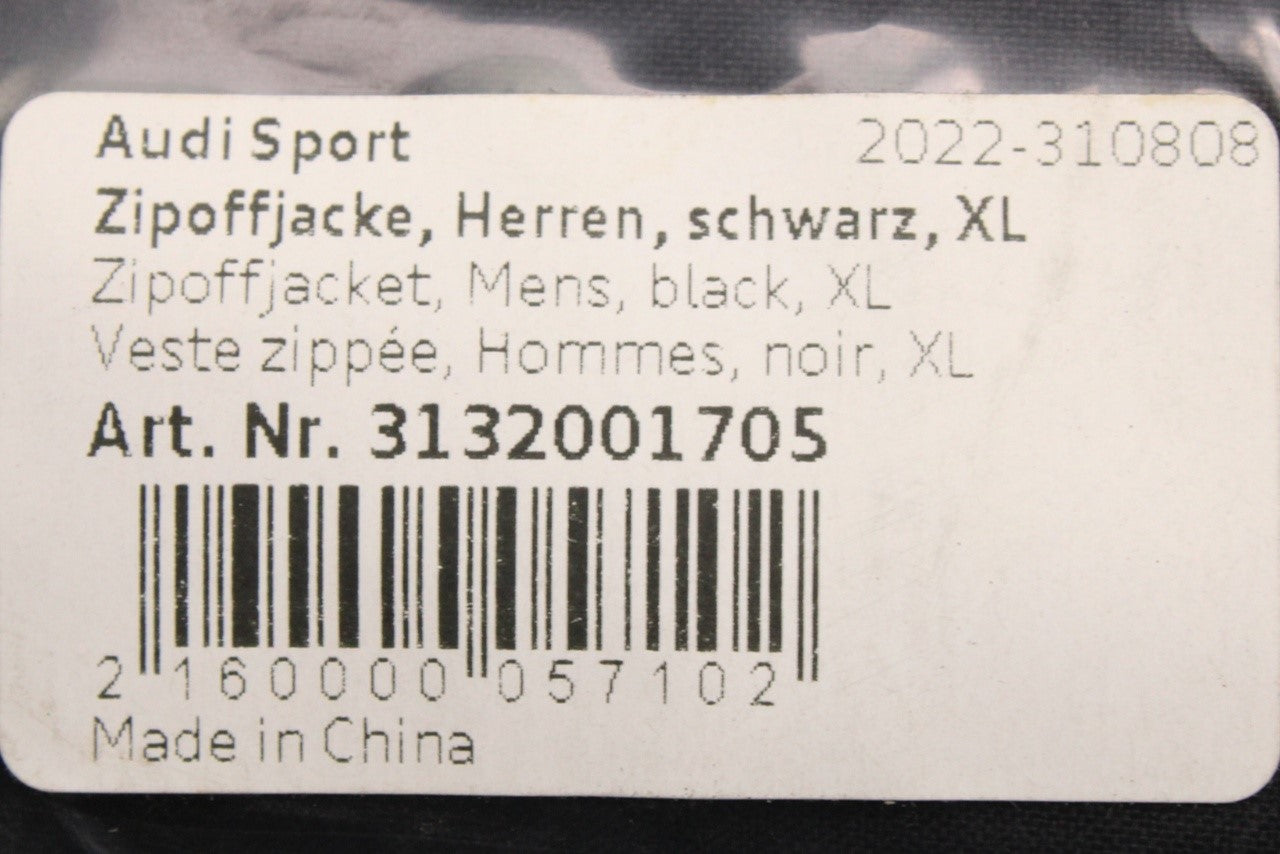 Audi Sport 2022-310808
Zipoffjacke, Herren, schwarz, XL
Zipoffjacket, Mens, black, XL
Veste zippée, Hommes, noir, XL
Art. Nr. 3132001705
2 160000 057102
Made in China